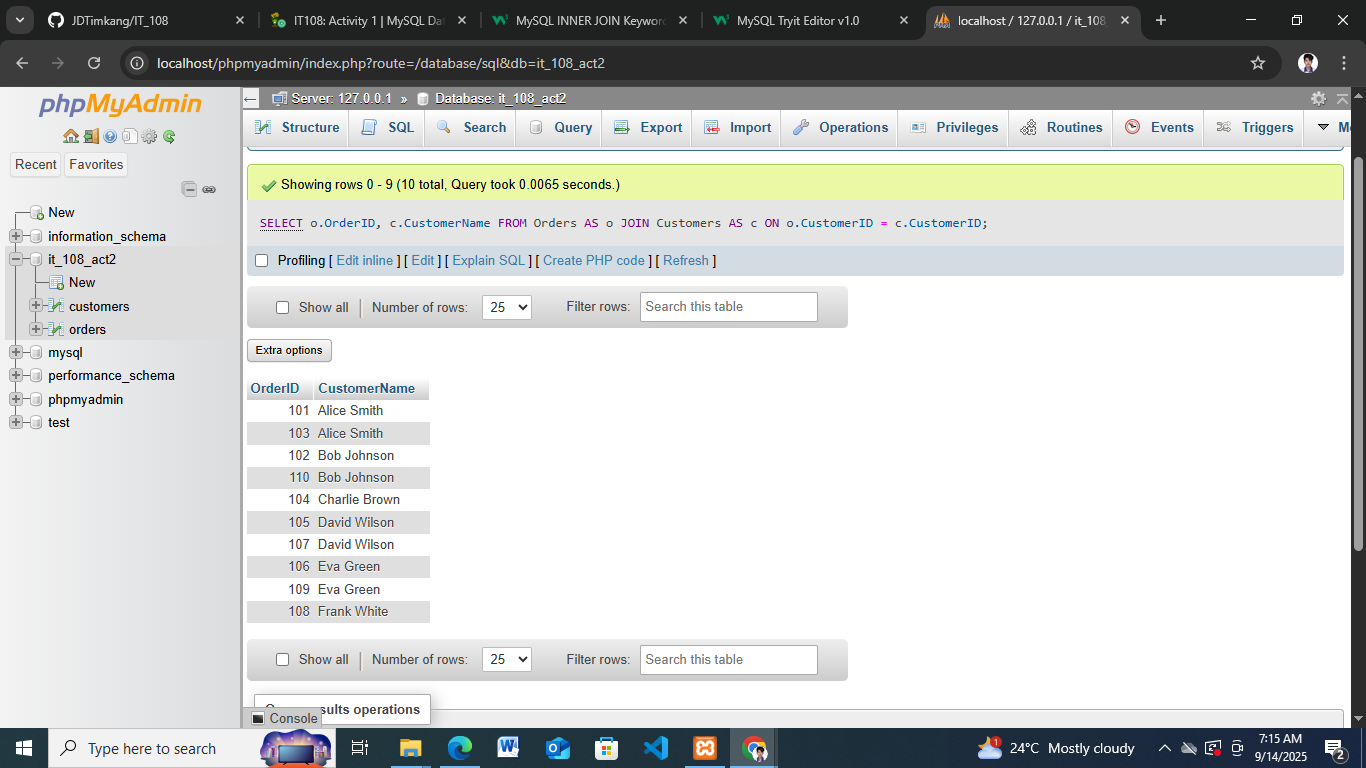 JDTimkang/IT_108
IT108: Activity 1 | MySQL Dat
MySQL INNER JOIN Keywor
MySQL Tryit Editor v1.0
localhost / 127.0.0.1 / it_108
localhost/phpmyadmin/index.php?route=/database/sql&db=it_108_act2
phpMyAdmin
Recent
Favorites
New
information_schema
it_108_act2
New
customers
orders
mysql
performance_schema
phpmyadmin
test
Server: 127.0.0.1 » Database: it_108_act2
Structure SQL Search Query Export Import Operations Privileges Routines Events Triggers
Showing rows 0 - 9 (10 total, Query took 0.0065 seconds.)
SELECT o.OrderID, c.CustomerName FROM Orders AS o JOIN Customers AS c ON o.CustomerID = c.CustomerID;
Profiling [ Edit inline ] [ Edit ] [ Explain SQL ] [ Create PHP code ] [ Refresh ]
Show all Number of rows: 25 Filter rows: Search this table
Extra options
OrderID CustomerName
101 Alice Smith
103 Alice Smith
102 Bob Johnson
110 Bob Johnson
104 Charlie Brown
105 David Wilson
107 David Wilson
106 Eva Green
109 Eva Green
108 Frank White
Show all Number of rows: 25 Filter rows: Search this table
results operations
Console
Type here to search
24°C Mostly cloudy
7:15 AM
9/14/2025
2